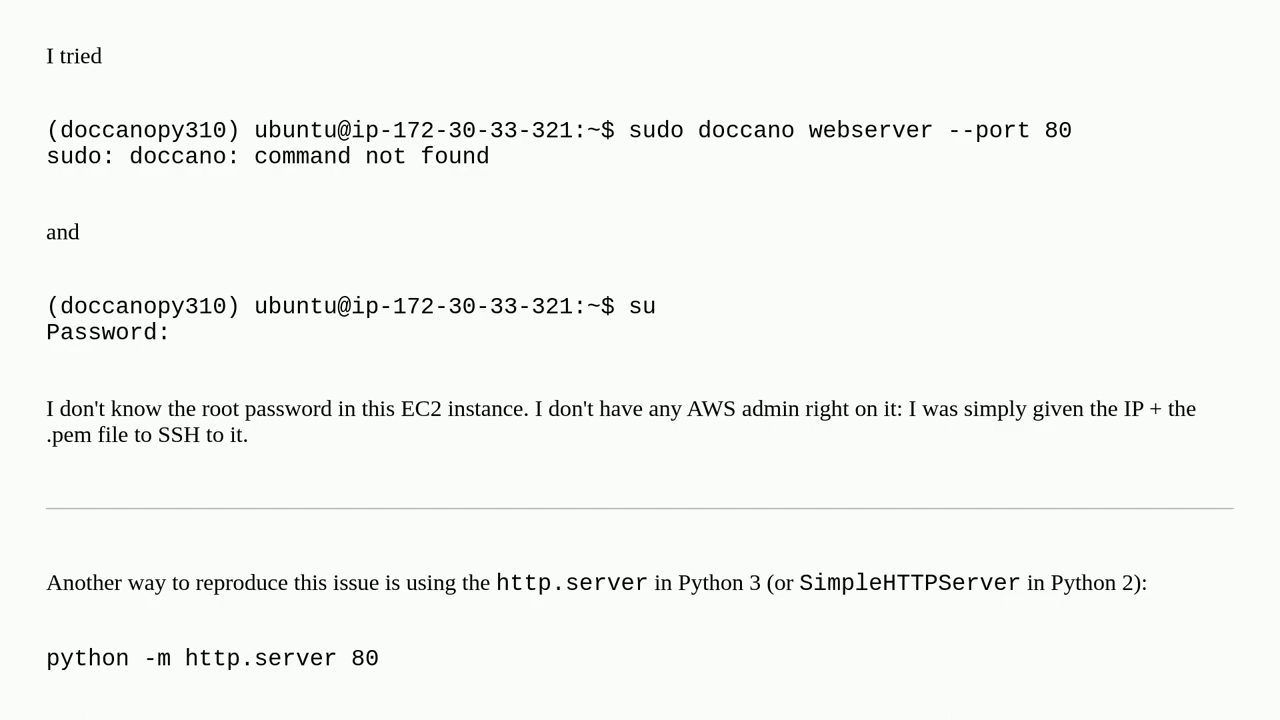 I tried
(doccanopy310) ubuntu@ip-172-30-33-321:~$ sudo doccano webserver --port 80
sudo: doccano: command not found
and
(doccanopy310) ubuntu@ip-172-30-33-321:~$ su
Password:
I don't know the root password in this EC2 instance. I don't have any AWS admin right on it: I was simply given the IP + the
.pem file to SSH to it.
Another way to reproduce this issue is using the http.server in Python 3 (or SimpleHTTPServer in Python 2):
python -m http.server 80